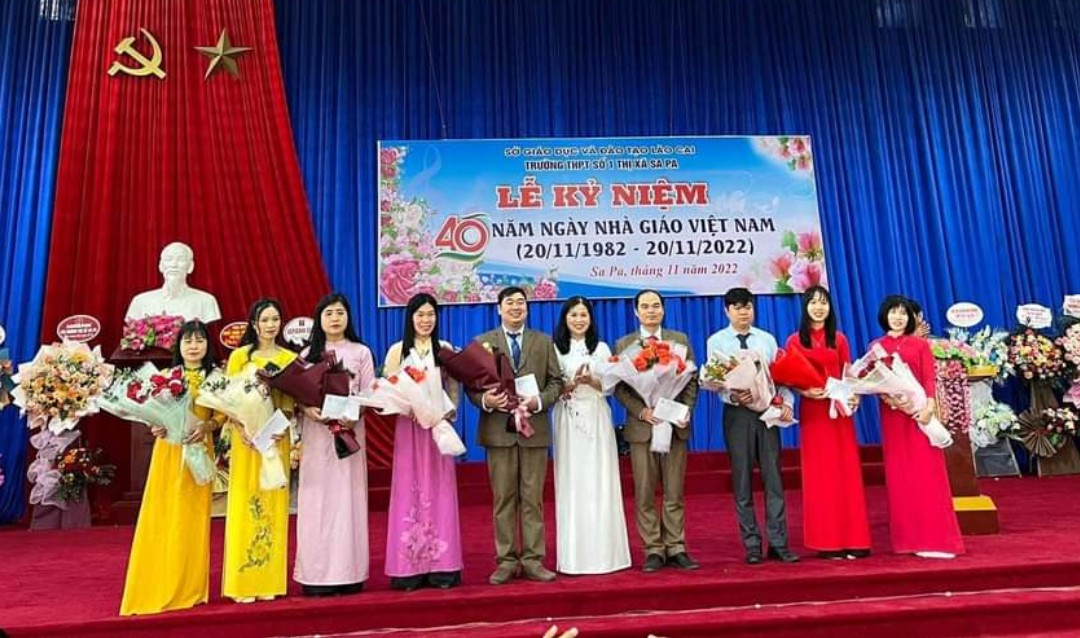 SỞ GIÁO DỤC VÀ ĐÀO TẠO LÀO CAI
TRƯỜNG THPT SỐ 1 THỊ XÃ SA PA
LỄ KỶ NIỆM
40 NĂM NGÀY NHÀ GIÁO VIỆT NAM
(20/11/1982 - 20/11/2022)
Sa Pa, tháng 11 năm 2022